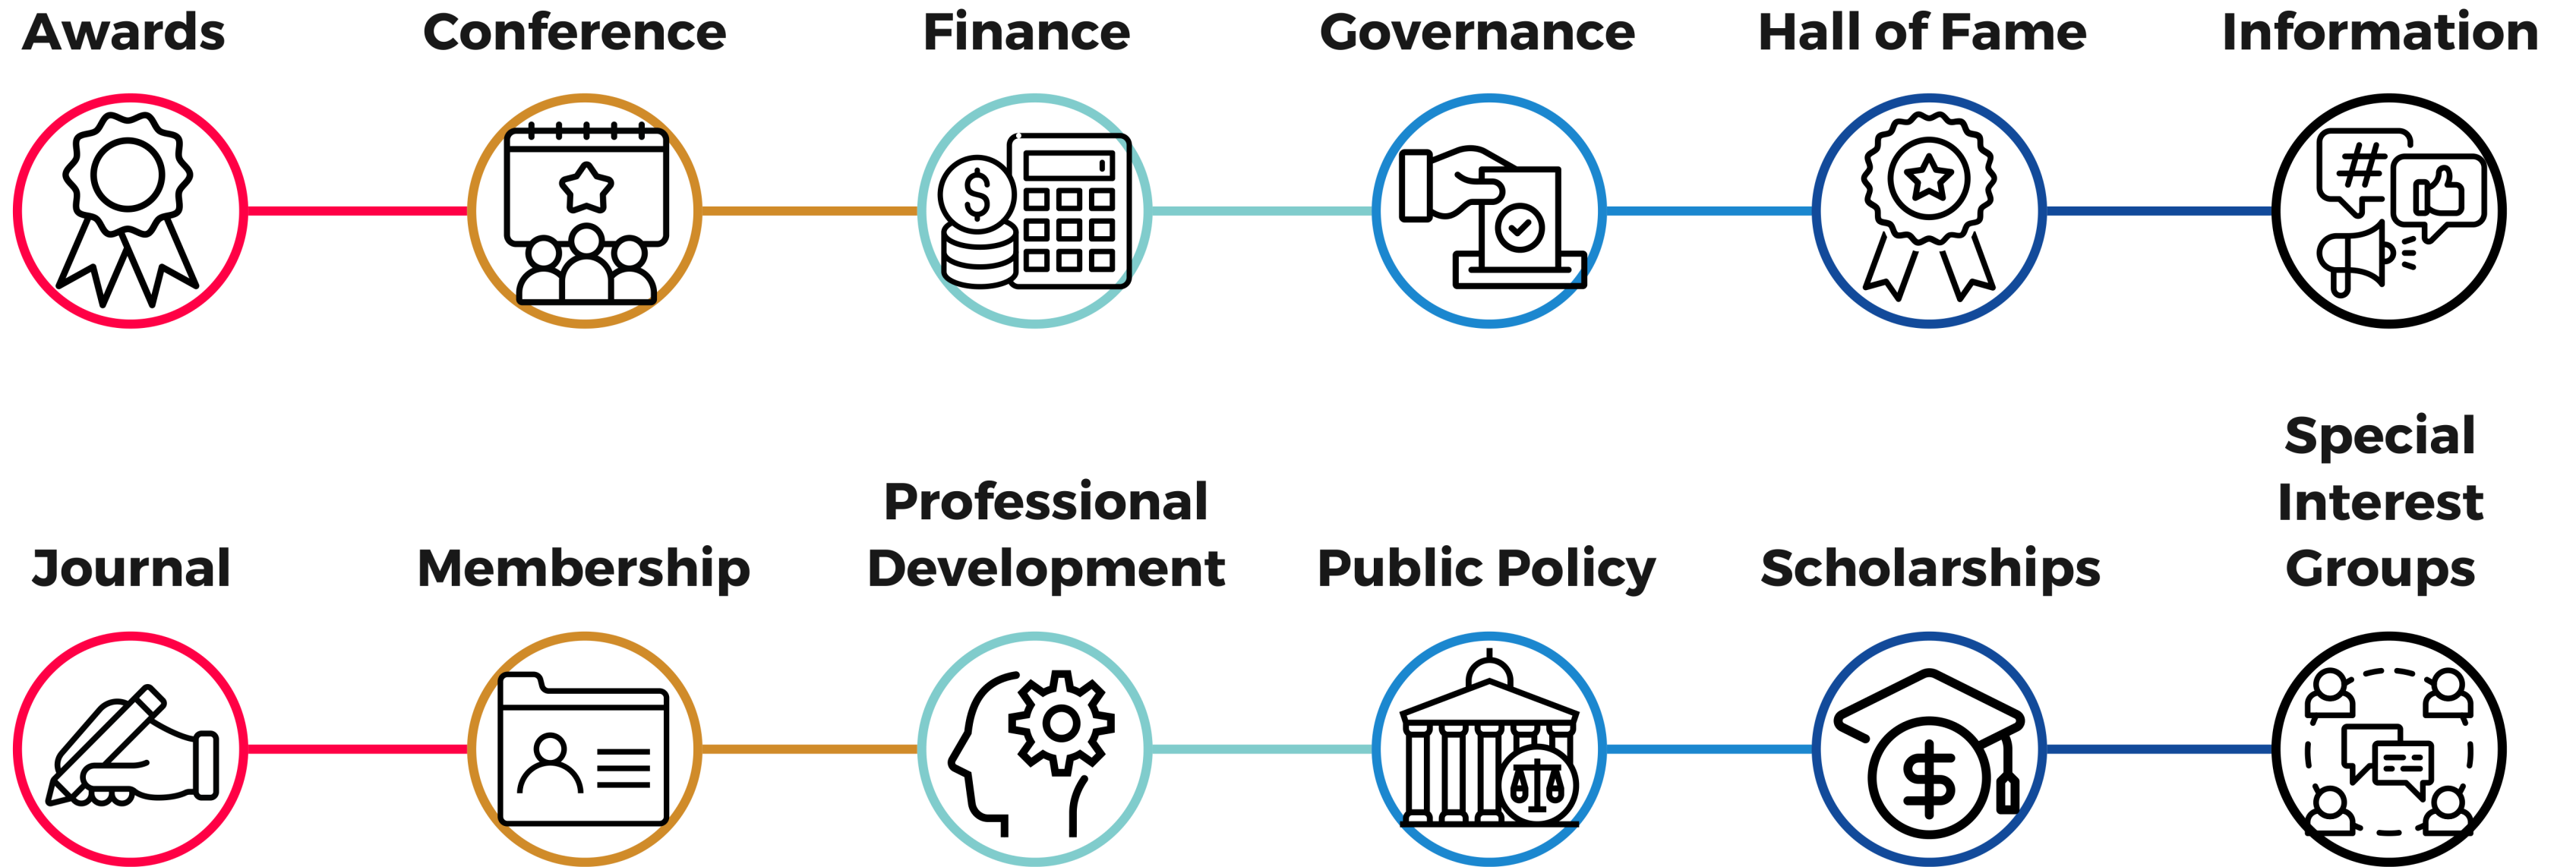 Awards
Conference
Finance
Governance
Hall of Fame
Information
$
#
Journal
Membership
Professional
Development
Public Policy
Scholarships
Special
Interest
Groups
$